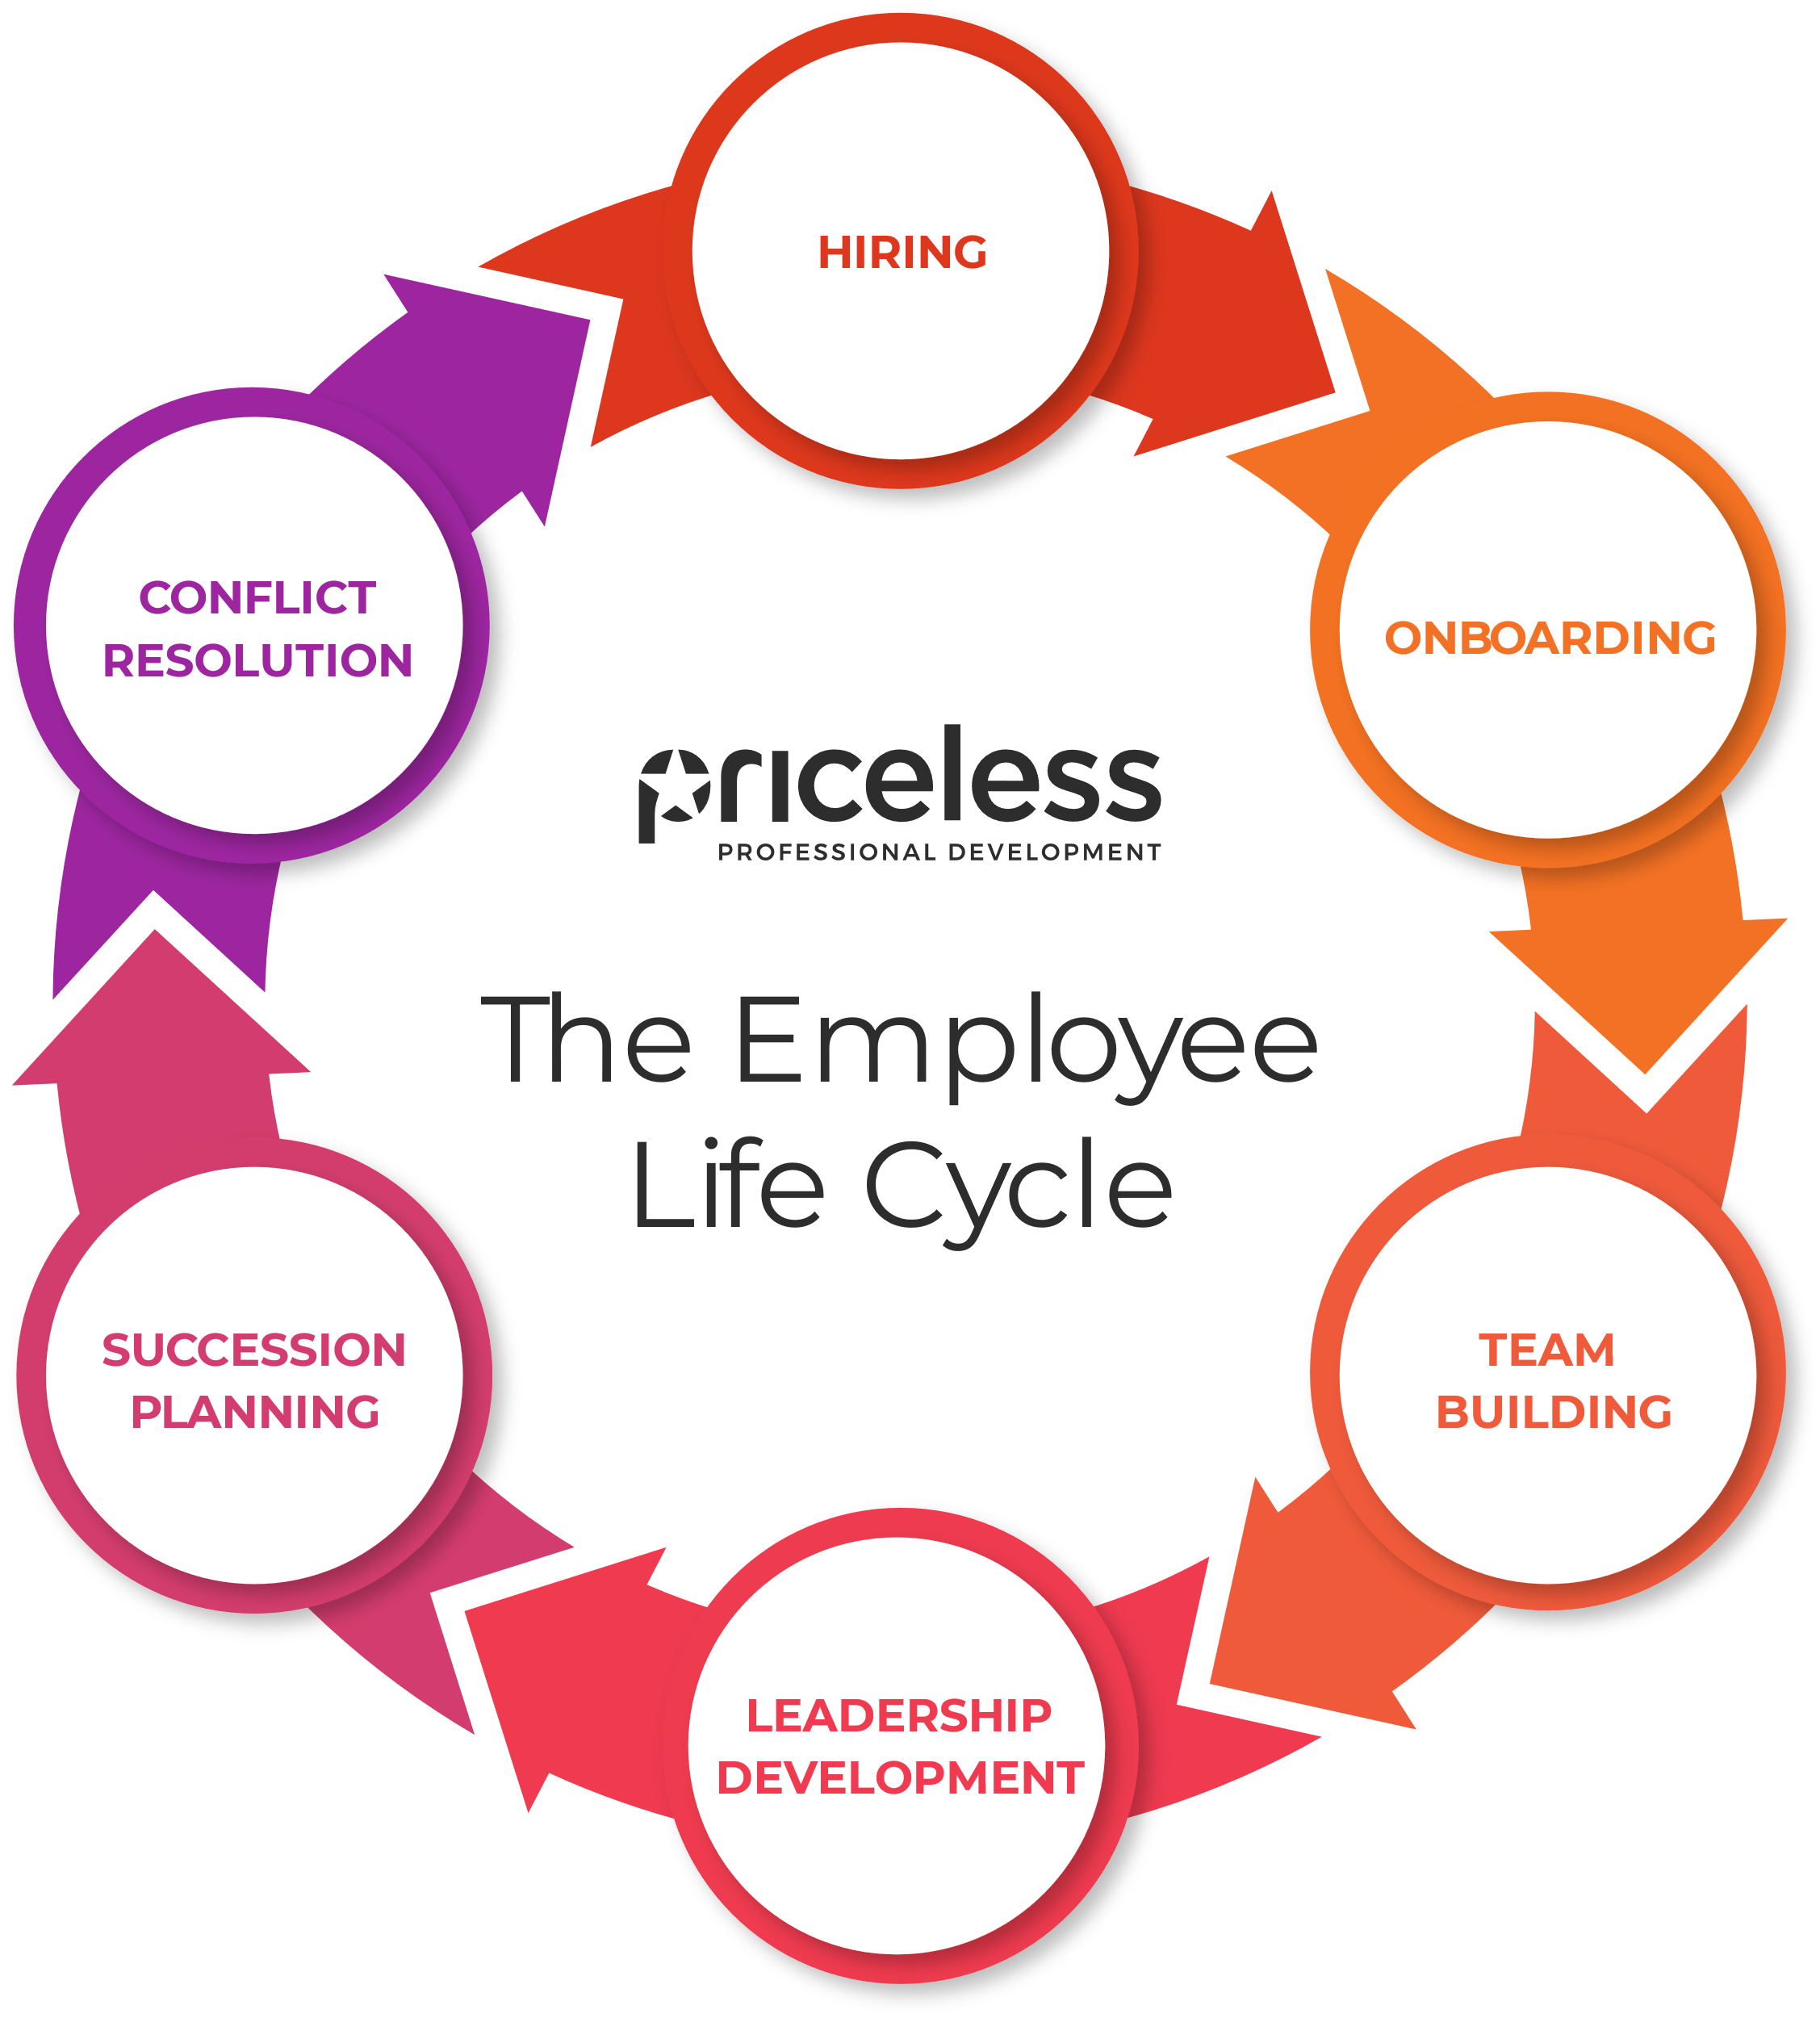 HIRING
ONBOARDING
TEAM
BUILDING
LEADERSHIP
DEVELOPMENT
SUCCESSION
PLANNING
CONFLICT
RESOLUTION
priceless
PROFESSIONAL DEVELOPMENT
The Employee
Life Cycle